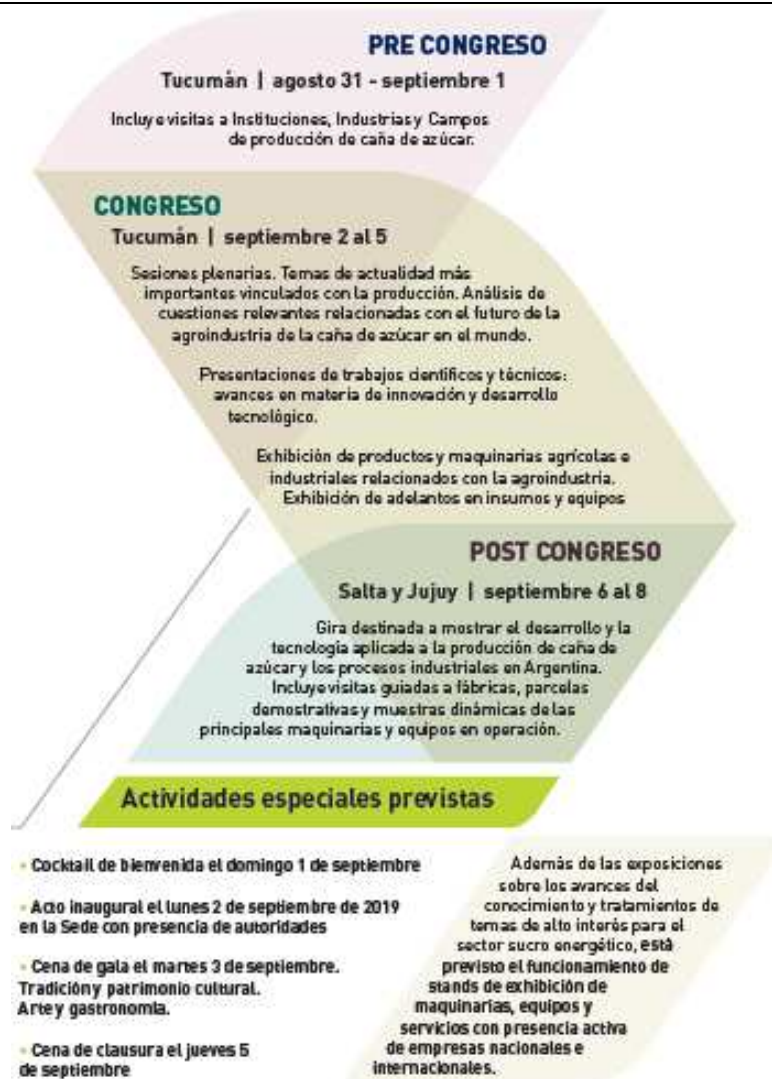 PRE CONGRESO
Tucumán | agosto 31 - septiembre 1
Incluye visitas a Instituciones, Industrias y Campos
de producción de caña de azúcar.
CONGRESO
Tucumán | septiembre 2 al 5
Sesiones plenarias. Temas de actualidad más
importantes vinculados con la producción. Análisis de
cuestiones relevantes relacionadas con el futuro de la
agroindustria de la caña de azúcar en el mundo.
Presentaciones de trabajos científicos y técnicos:
avances en materia de innovación y desarrollo
tecnológico.
Exhibición de productos y maquinarias agrícolas e
industriales relacionados con la agroindustria.
Exhibición de adelantos en insumos y equipos
POST CONGRESO
Salta y Jujuy | septiembre 6 al 8
Gira destinada a mostrar el desarrollo y la
tecnología aplicada a la producción de caña de
azúcar y los procesos industriales en Argentina.
Incluye visitas guiadas a fábricas, parcelas
demostrativas y muestras dinámicas de las
principales maquinarias y equipos en operación.
Actividades especiales previstas
- Cocktail de bienvenida el domingo 1 de septiembre
- Acto inaugural el lunes 2 de septiembre de 2019
en la Sede con presencia de autoridades
- Cena de gala el martes 3 de septiembre.
Tradición y patrimonio cultural.
Arte y gastronomía.
- Cena de clausura el jueves 5
de septiembre
Además de las exposiciones
sobre los avances del
conocimiento y tratamientos de
temas de alto interés para el
sector sucro energético, está
previsto el funcionamiento de
stands de exhibición de
maquinarias, equipos y
servicios con presencia activa
de empresas nacionales e
internacionales.